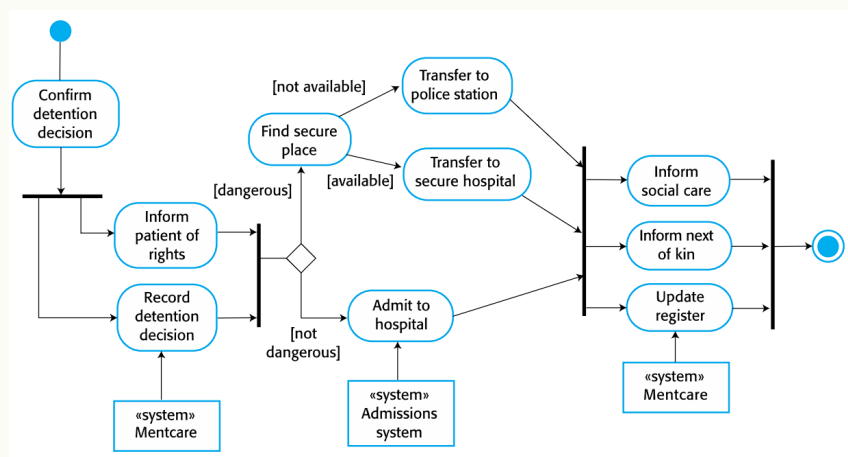 Confirm
detention
decision
Inform
patient of
rights
Record
detention
decision
«system»
Mentcare
[dangerous]
[not
dangerous]
Find secure
place
[not available]
[available]
Transfer to
police station
Transfer to
secure hospital
Admit to
hospital
«system»
Admissions
system
Inform
social care
Inform next
of kin
Update
register
«system»
Mentcare